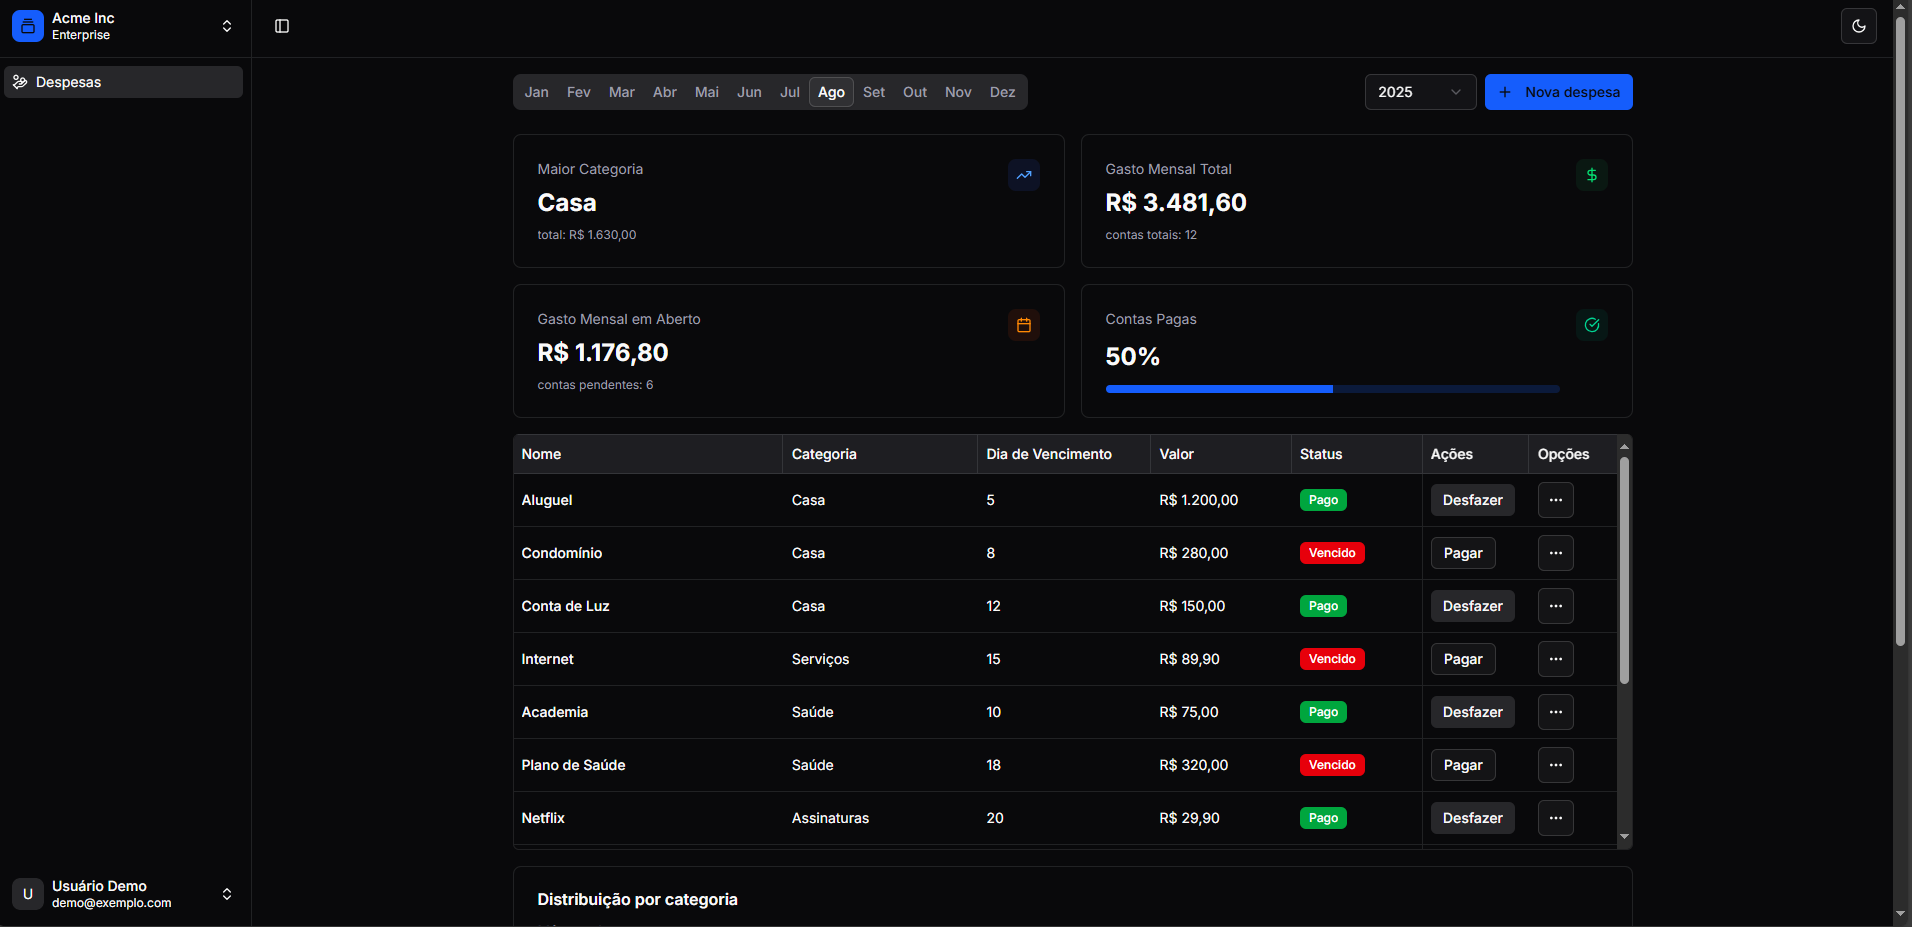 Acme Inc
Enterprise
Despesas
Jan Fev Mar Abr Mai Jun Jul Ago Set Out Nov Dez
2025
Nova despesa
Maior Categoria
Casa
total: R$ 1.630,00
Gasto Mensal Total
R$ 3.481,60
contas totais: 12
Gasto Mensal em Aberto
R$ 1.176,80
contas pendentes: 6
Contas Pagas
50%
Nome Categoria Dia de Vencimento Valor Status Ações Opções
Aluguel Casa 5 R$ 1.200,00 Pago Desfazer
Condomínio Casa 8 R$ 280,00 Vencido Pagar
Conta de Luz Casa 12 R$ 150,00 Pago Desfazer
Internet Serviços 15 R$ 89,90 Vencido Pagar
Academia Saúde 10 R$ 75,00 Pago Desfazer
Plano de Saúde Saúde 18 R$ 320,00 Vencido Pagar
Netflix Assinaturas 20 R$ 29,90 Pago Desfazer
Distribuição por categoria
U
Usuário Demo
demo@exemplo.com